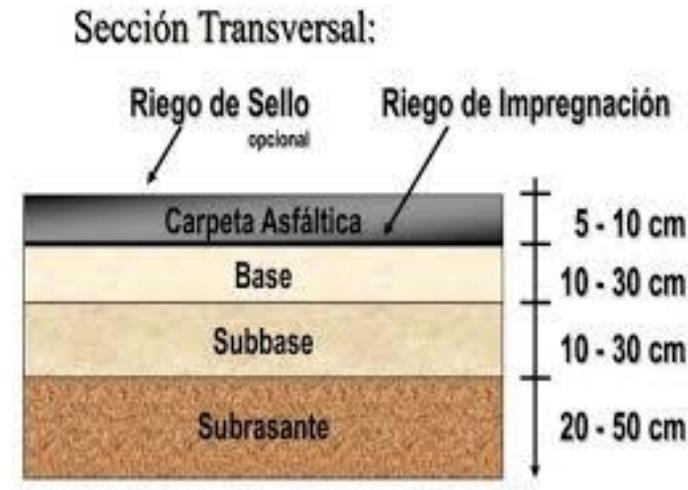 Sección Transversal:
Riego de Sello
opcional
Riego de Impregnación
Carpeta Asfáltica
5 - 10 cm
Base
10 - 30 cm
Subbase
10 - 30 cm
Subrasante
20 - 50 cm